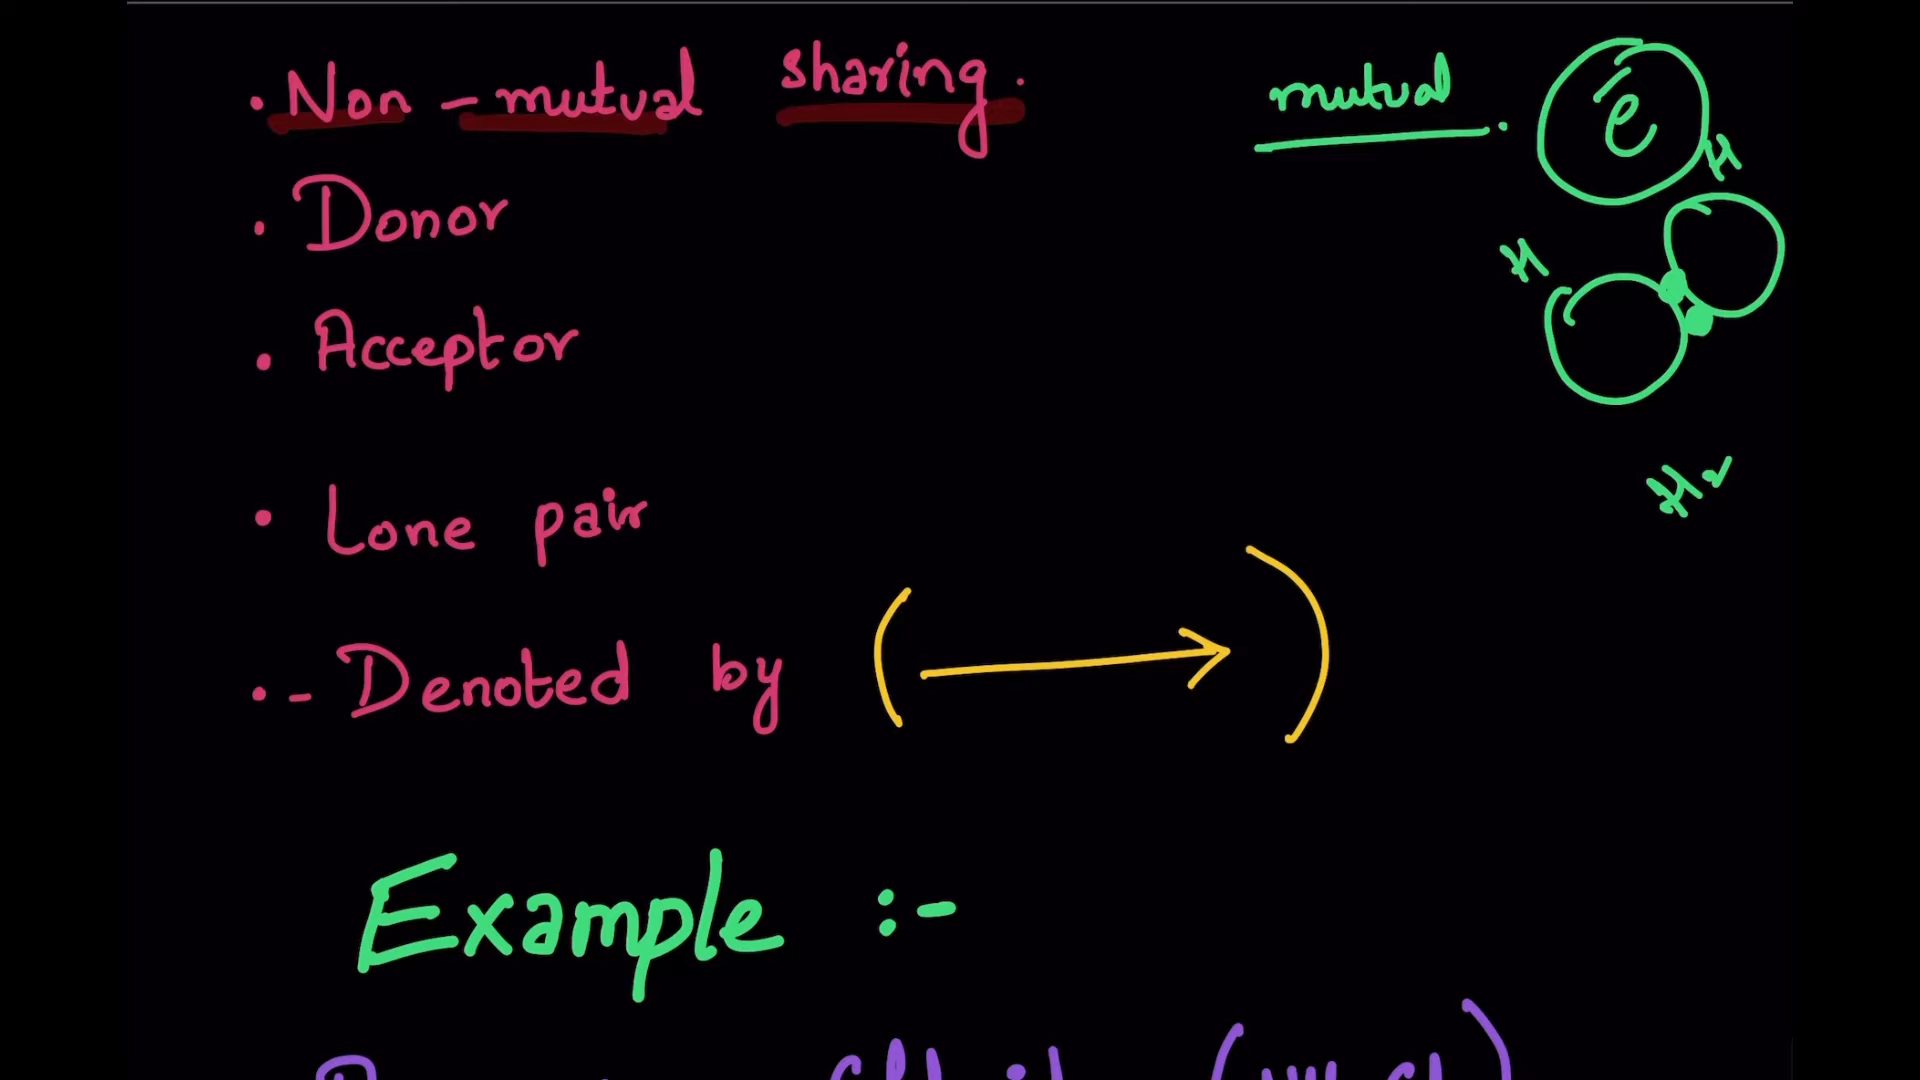 • Non - mutual sharing.
mutual.
e
H
• Donor
H
• Acceptor
• Lone pair
H2
• - Denoted by (→)
Example :-